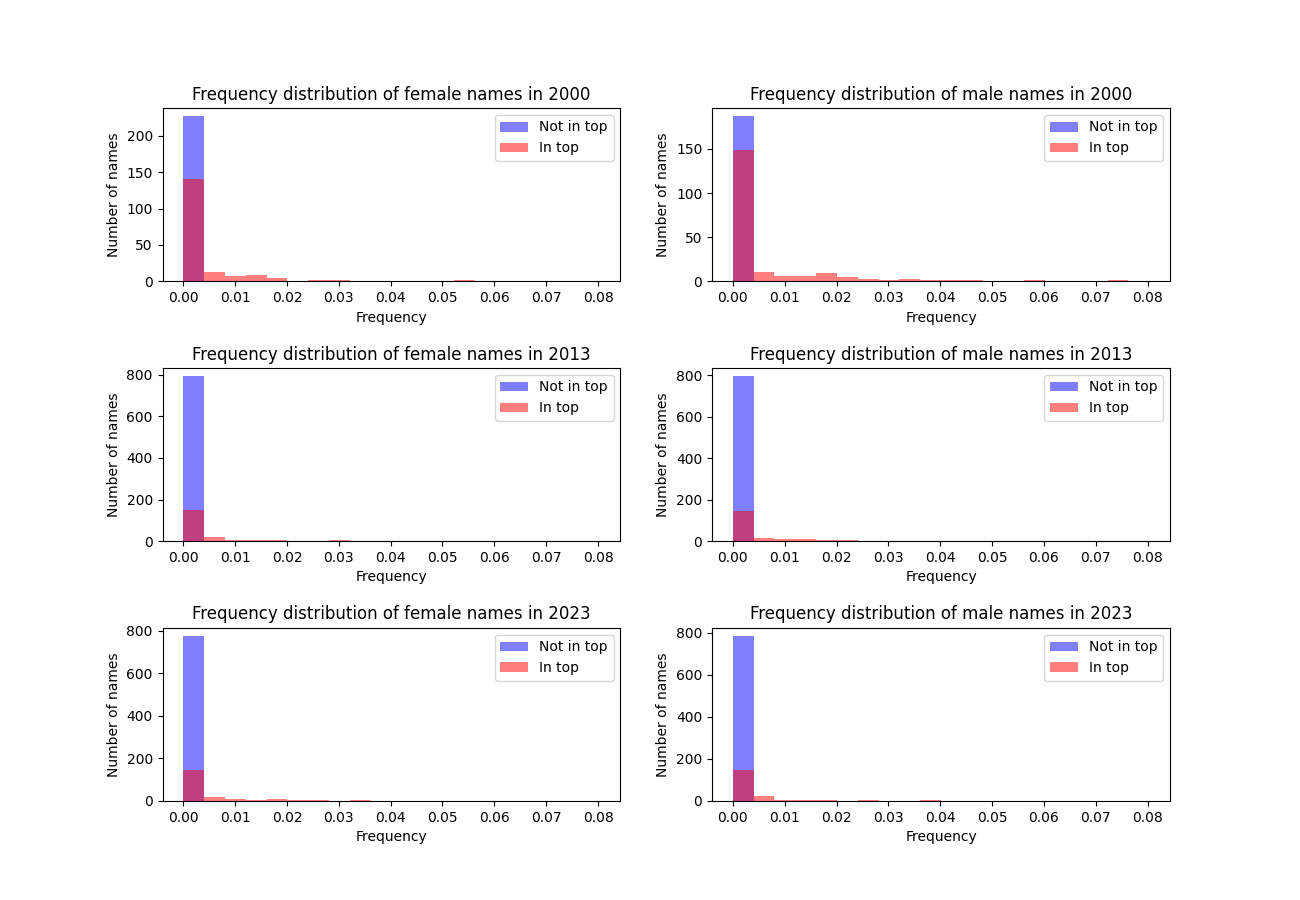 Frequency distribution of female names in 2000
Number of names
200
150
100
50
0
Not in top
In top
0.00 0.01 0.02 0.03 0.04 0.05 0.06 0.07 0.08
Frequency
Frequency distribution of male names in 2000
Number of names
150
100
50
0
Not in top
In top
0.00 0.01 0.02 0.03 0.04 0.05 0.06 0.07 0.08
Frequency
Frequency distribution of female names in 2013
Number of names
800
600
400
200
0
Not in top
In top
0.00 0.01 0.02 0.03 0.04 0.05 0.06 0.07 0.08
Frequency
Frequency distribution of male names in 2013
Number of names
800
600
400
200
0
Not in top
In top
0.00 0.01 0.02 0.03 0.04 0.05 0.06 0.07 0.08
Frequency
Frequency distribution of female names in 2023
Number of names
800
600
400
200
0
Not in top
In top
0.00 0.01 0.02 0.03 0.04 0.05 0.06 0.07 0.08
Frequency
Frequency distribution of male names in 2023
Number of names
800
600
400
200
0
Not in top
In top
0.00 0.01 0.02 0.03 0.04 0.05 0.06 0.07 0.08
Frequency